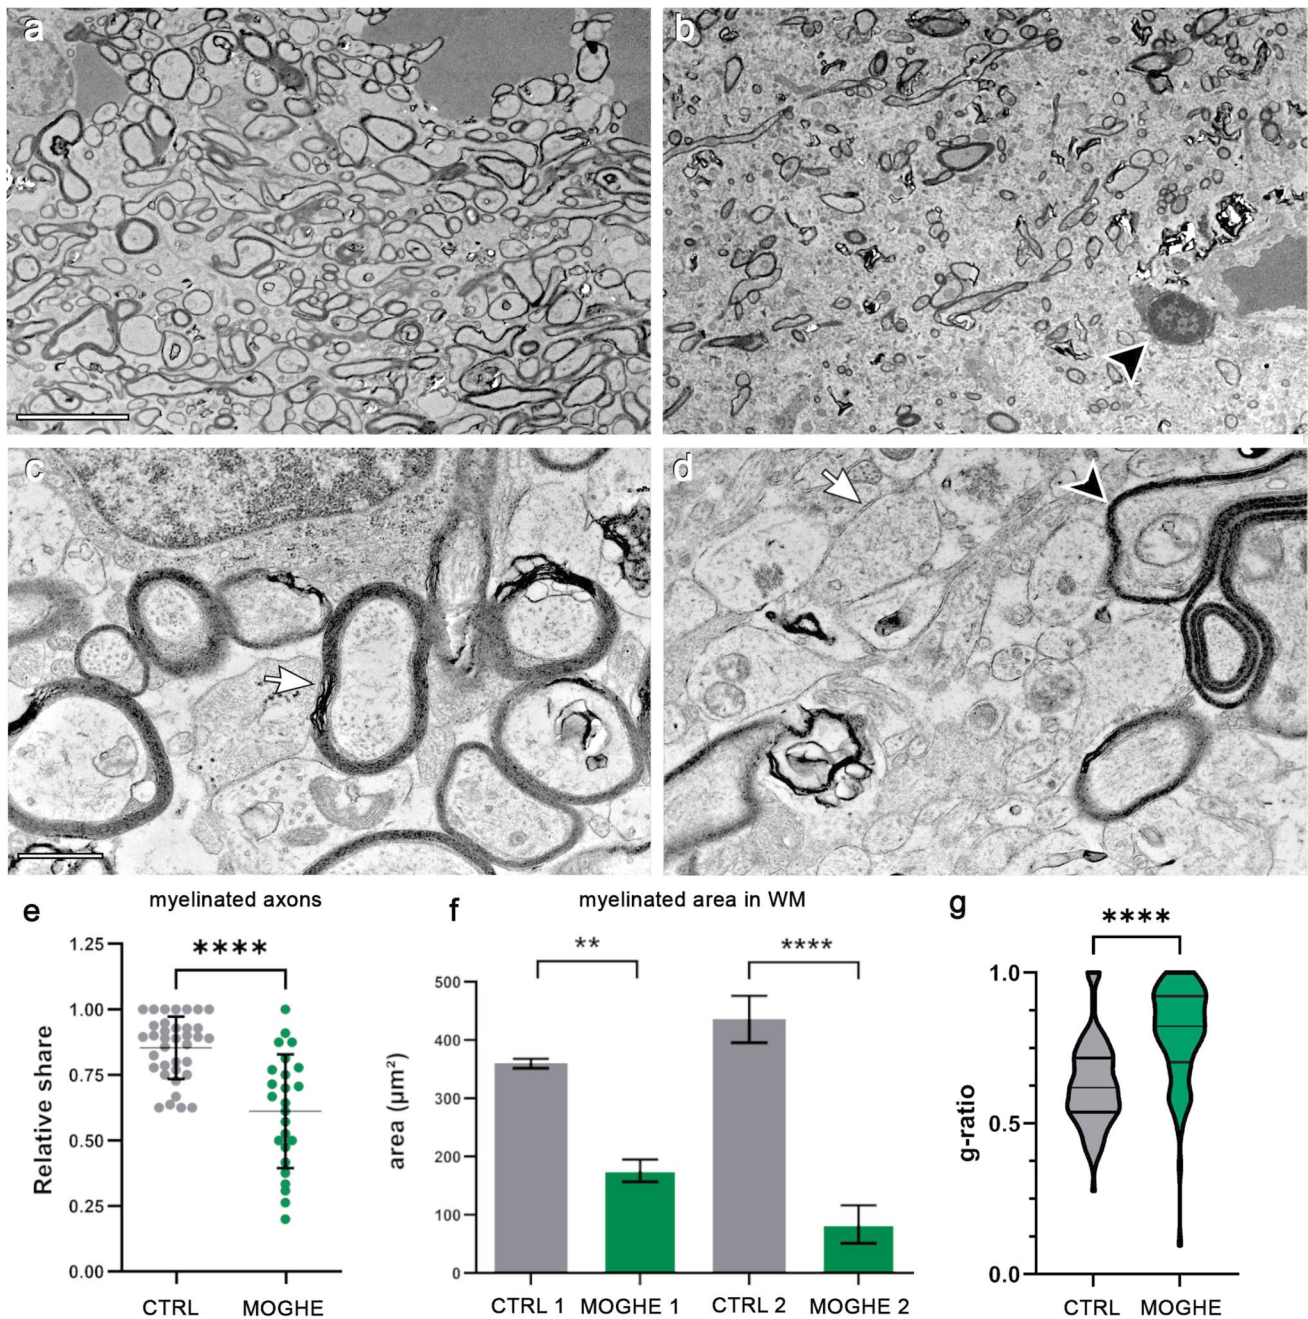 a
b
c
d
e
myelinated axons
****
1.25
1.00
0.75
0.50
0.25
0.00
Relative share
CTRL
MOGHE
f
myelinated area in WM
**
****
500
400
300
200
100
0
area (µm²)
CTRL 1
MOGHE 1
CTRL 2
MOGHE 2
g
****
1.0
0.5
0.0
g-ratio
CTRL
MOGHE